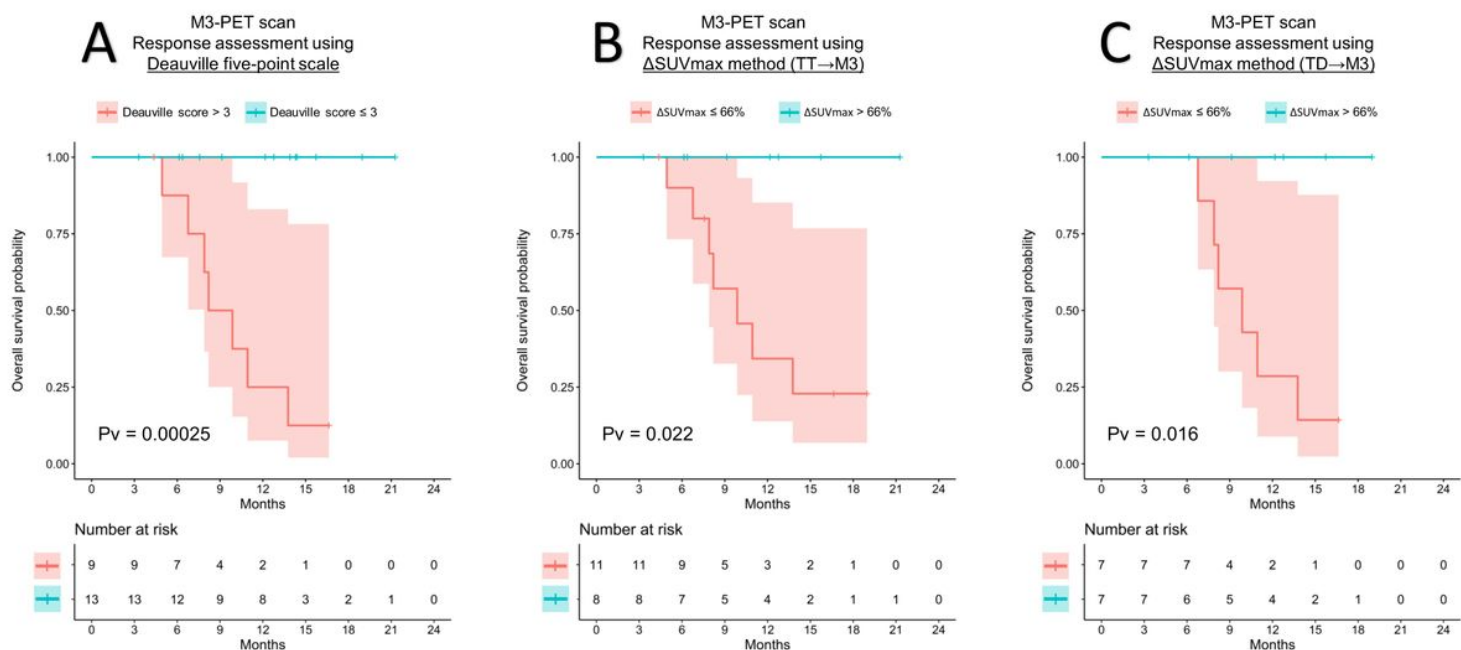 A
M3-PET scan
Response assessment using
Deauville five-point scale
Deauville score > 3 Deauville score ≤ 3
Overall survival probability
1.00
0.75
0.50
0.25
0.00
Pv = 0.00025
0 3 6 9 12 15 18 21 24
Months
Number at risk
9 9 7 4 2 1 0 0 0
13 13 12 9 8 3 2 1 0
0 3 6 9 12 15 18 21 24
Months
B
M3-PET scan
Response assessment using
ΔSUVmax method (TT→M3)
ΔSUVmax ≤ 66% ΔSUVmax > 66%
Overall survival probability
1.00
0.75
0.50
0.25
0.00
Pv = 0.022
0 3 6 9 12 15 18 21 24
Months
Number at risk
11 11 9 5 3 2 1 0 0
8 8 7 5 4 2 1 1 0
0 3 6 9 12 15 18 21 24
Months
C
M3-PET scan
Response assessment using
ΔSUVmax method (TD→M3)
ΔSUVmax ≤ 66% ΔSUVmax > 66%
Overall survival probability
1.00
0.75
0.50
0.25
0.00
Pv = 0.016
0 3 6 9 12 15 18 21 24
Months
Number at risk
7 7 7 4 2 1 0 0 0
7 7 6 5 4 2 1 0 0
0 3 6 9 12 15 18 21 24
Months